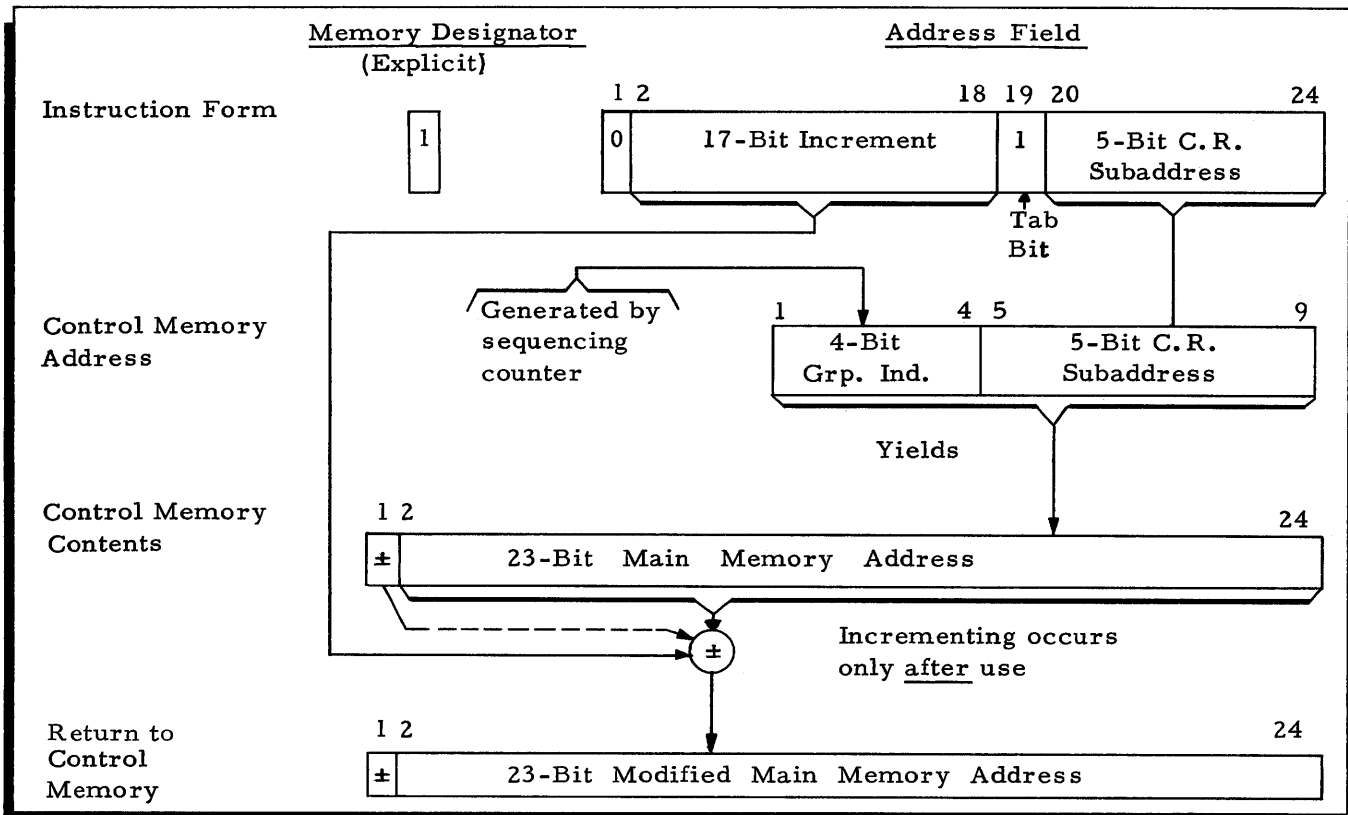 Memory Designator
(Explicit)
Address Field
Instruction Form
1 2 18 19 20 24
1
0 17-Bit Increment 1 5-Bit C.R.
Subaddress
Tab
Bit
Generated by
sequencing
counter
Control Memory
Address
1 4 5 9
4-Bit
Grp. Ind.
5-Bit C.R.
Subaddress
Yields
Control Memory
Contents
1 2 24
± 23-Bit Main Memory Address
±
Incrementing occurs
only after use
Return to
Control
Memory
1 2 24
± 23-Bit Modified Main Memory Address